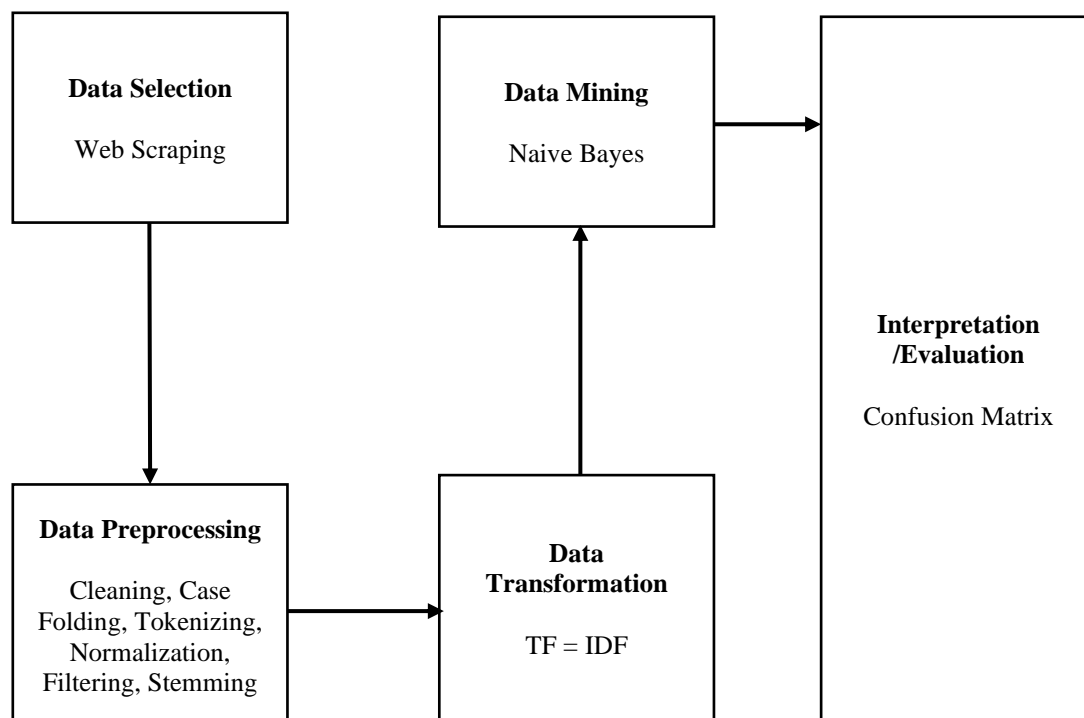 Data Selection
Web Scraping
Data Preprocessing
Cleaning, Case
Folding, Tokenizing,
Normalization,
Filtering, Stemming
Data
Transformation
TF = IDF
Data Mining
Naive Bayes
Interpretation
/Evaluation
Confusion Matrix